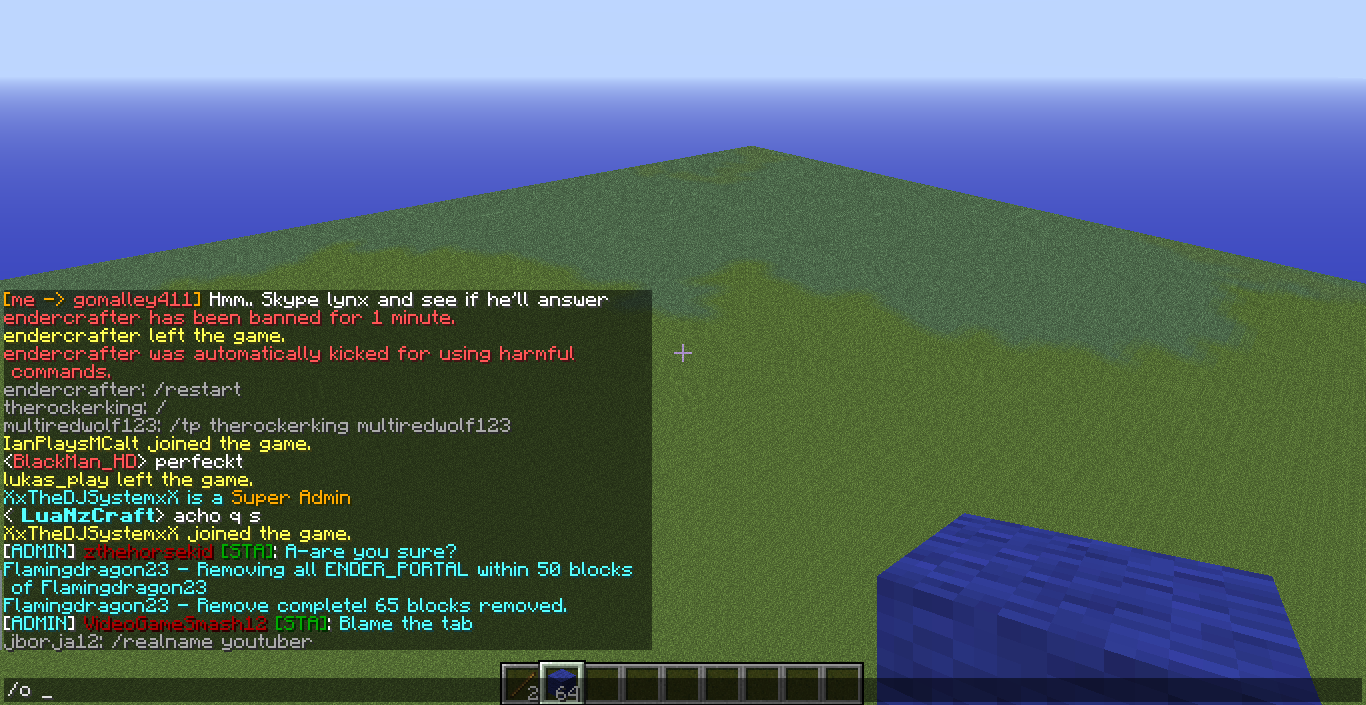 [me -> gomalley411] Hmm.. Skype lynx and see if he'll answer
endercrafter has been banned for 1 minute.
endercrafter left the game.
endercrafter was automatically kicked for using harmful
commands.
endercrafter: /restart
therockerking: /
multiredwolf123: /tp therockerking multiredwolf123
IanPlaysMCalt joined the game.
<BlackMan_HD> perfeckt
lukas_play left the game.
XxTheDJSystemxX is a Super Admin
< LuaNzCraft> acho q s
XxTheDJSystemxX joined the game.
[ADMIN] zthehorsekid [STA]: A-are you sure?
Flamingdragon23 - Removing all ENDER_PORTAL within 50 blocks
of Flamingdragon23
Flamingdragon23 - Remove complete! 65 blocks removed.
[ADMIN] VideoGameSmash12 [STA]: Blame the tab
jborja12: /realname youtuber
/o _
2 64